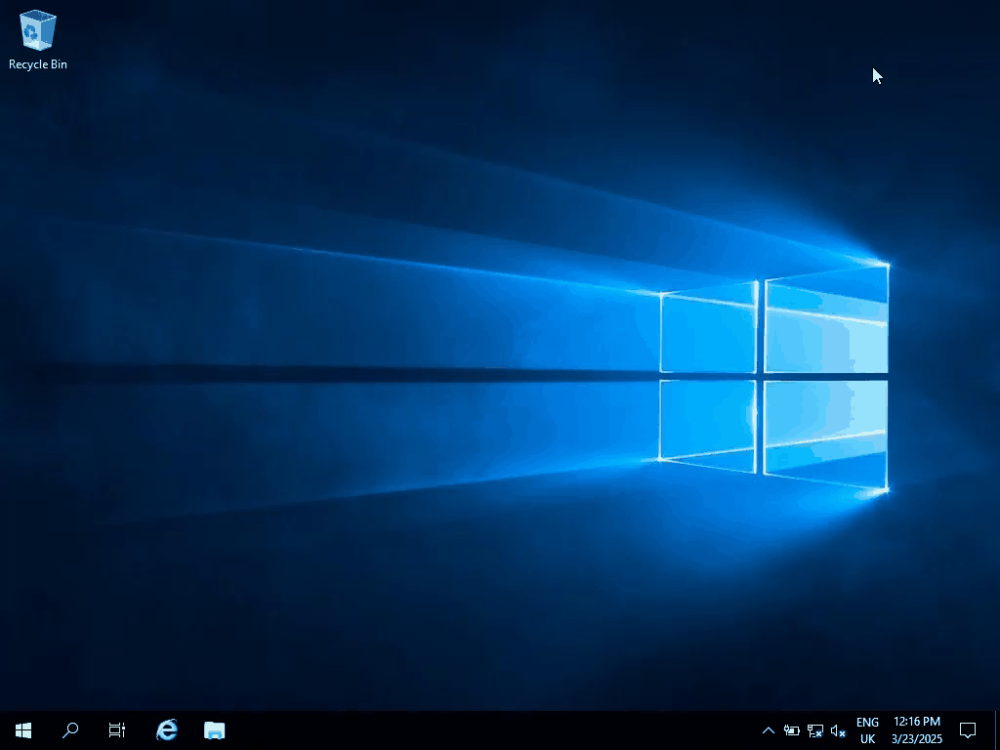 Recycle Bin
ENG
UK
12:16 PM
3/23/2025